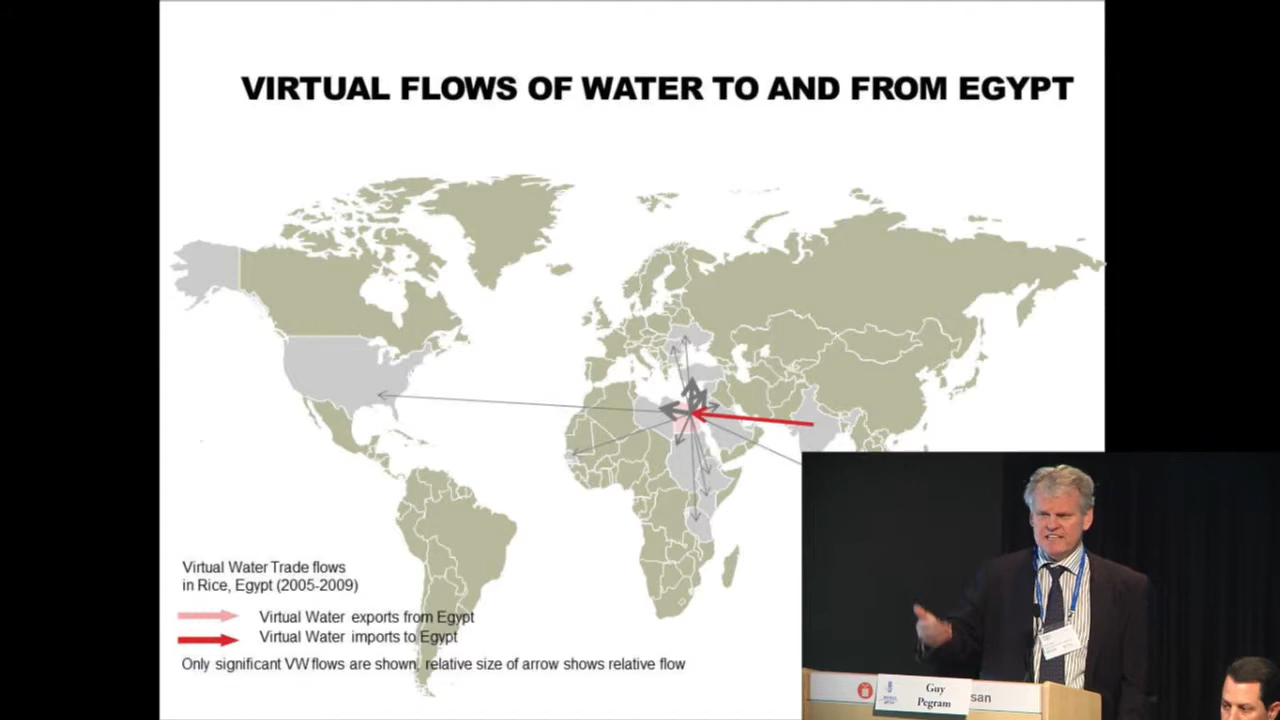 VIRTUAL FLOWS OF WATER TO AND FROM EGYPT
Virtual Water Trade flows
in Rice, Egypt (2005-2009)
Virtual Water exports from Egypt
Virtual Water imports to Egypt
Only significant VW flows are shown, relative size of arrow shows relative flow
Guy
Pegram
san